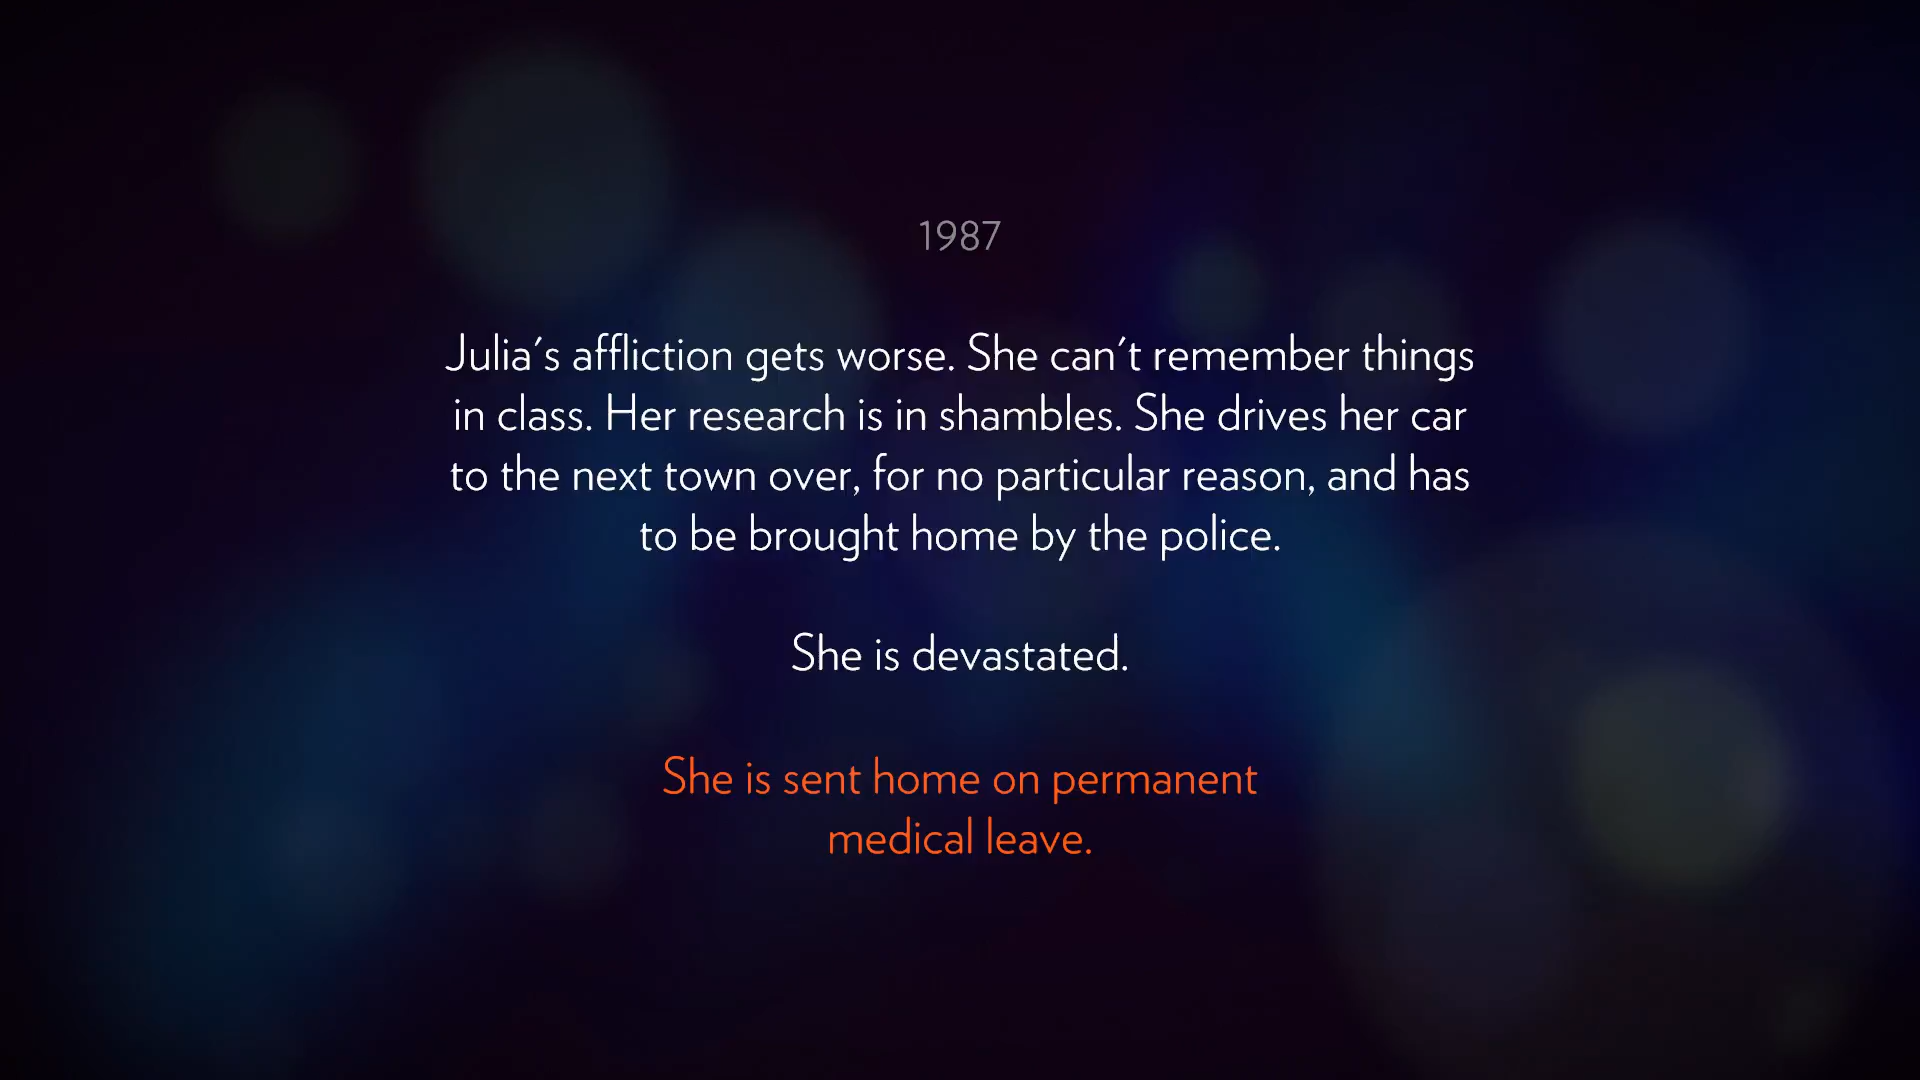 1987
Julia's affliction gets worse. She can't remember things
in class. Her research is in shambles. She drives her car
to the next town over, for no particular reason, and has
to be brought home by the police.
She is devastated.
She is sent home on permanent
medical leave.